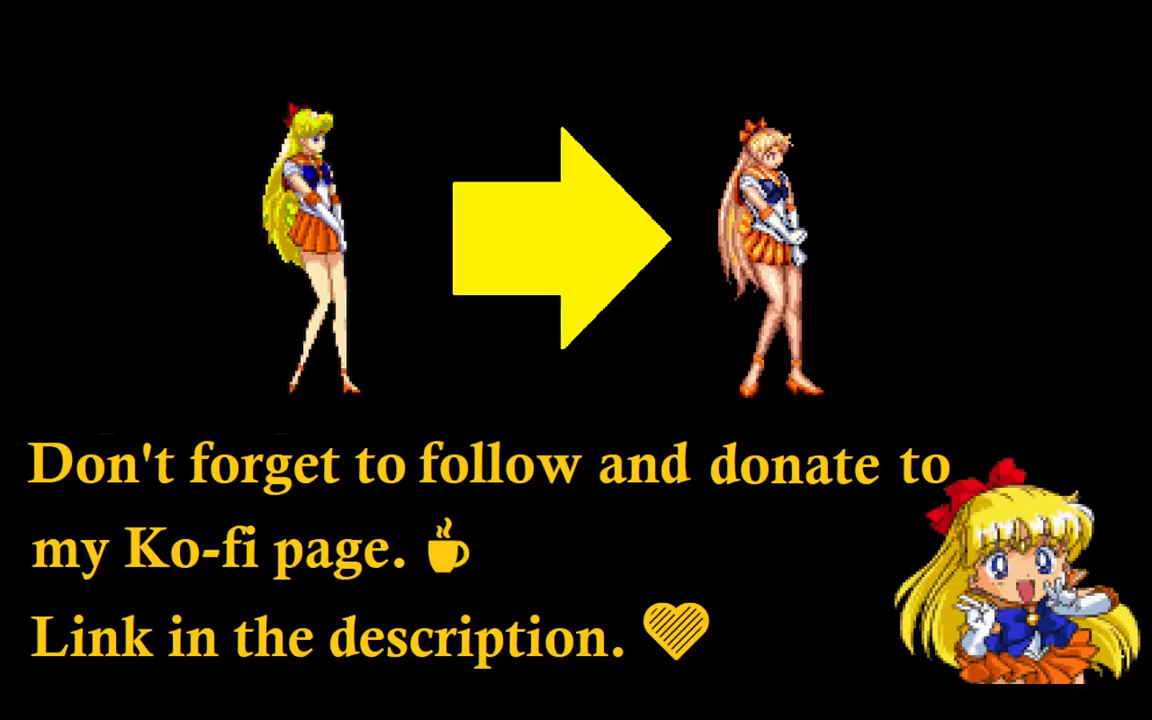 Don't forget to follow and donate to
my Ko-fi page.
Link in the description.